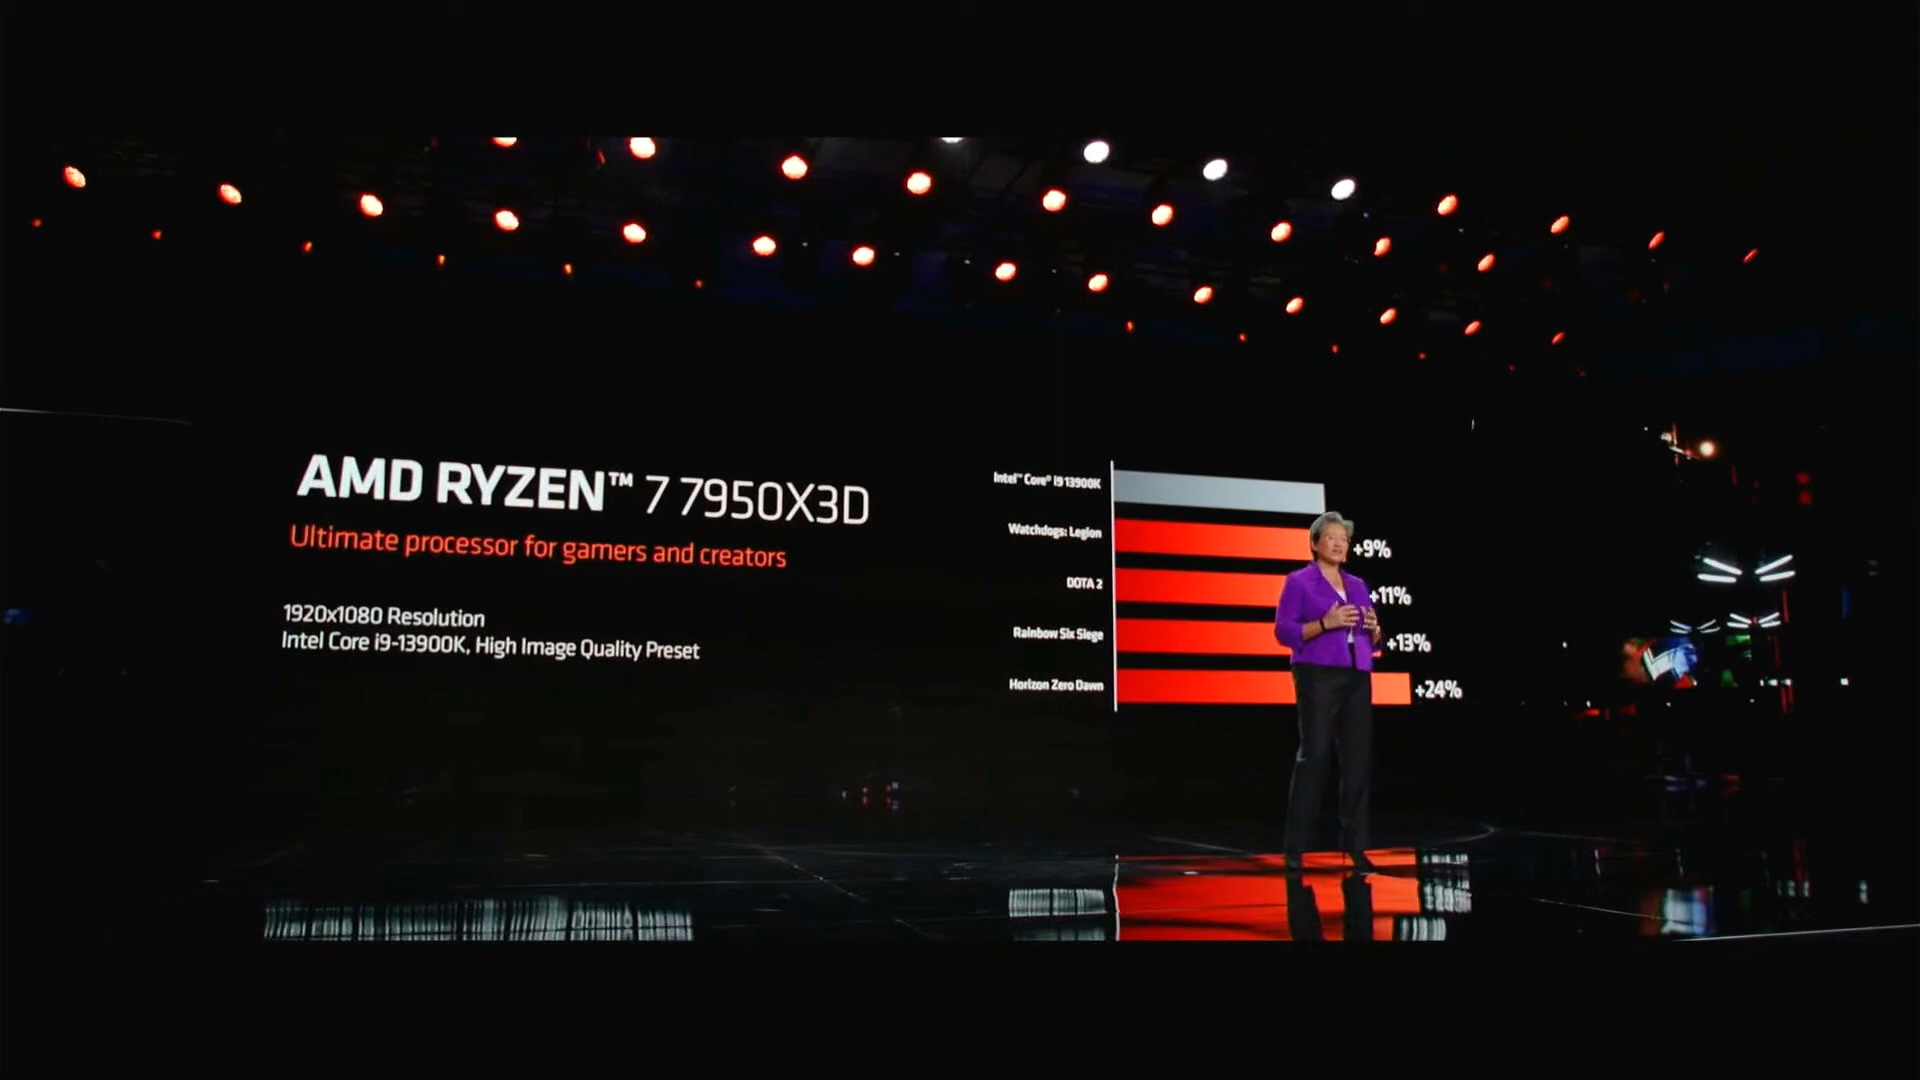 AMD RYZEN™ 7 7950X3D
Ultimate processor for gamers and creators
1920x1080 Resolution
Intel Core i9-13900K, High Image Quality Preset
Intel™ Core® i9 13900K
Watchdogs: Legion
+9%
DOTA 2
+11%
Rainbow Six Siege
+13%
Horizon Zero Dawn
+24%